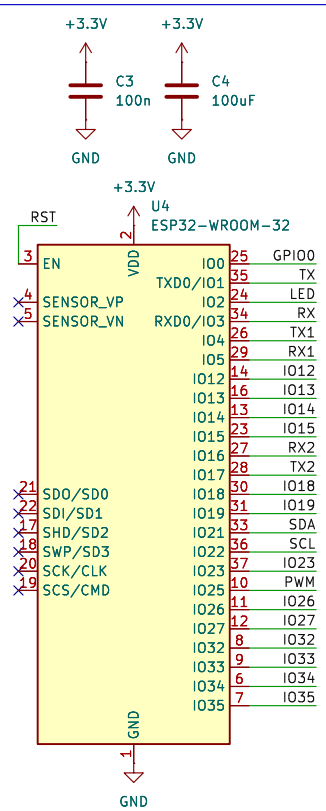 +3.3V +3.3V
C3 C4
100n 100uF
GND GND
+3.3V
U4
ESP32-WROOM-32
RST
2
VDD
3 EN IO0 25 GPIO0
TXD0/IO1 35 TX
4 SENSOR_VP IO2 24 LED
5 SENSOR_VN RXD0/IO3 34 RX
IO4 26 TX1
IO5 29 RX1
IO12 14 IO12
IO13 16 IO13
IO14 13 IO14
IO15 23 IO15
IO16 27 RX2
IO17 28 TX2
21 SDO/SD0 IO18 30 IO18
22 SDI/SD1 IO19 31 IO19
17 SHD/SD2 IO21 33 SDA
18 SWP/SD3 IO22 36 SCL
20 SCK/CLK IO23 37 IO23
19 SCS/CMD IO25 10 PWM
IO26 11 IO26
IO27 12 IO27
IO32 8 IO32
IO33 9 IO33
IO34 6 IO34
IO35 7 IO35
GND
1
GND